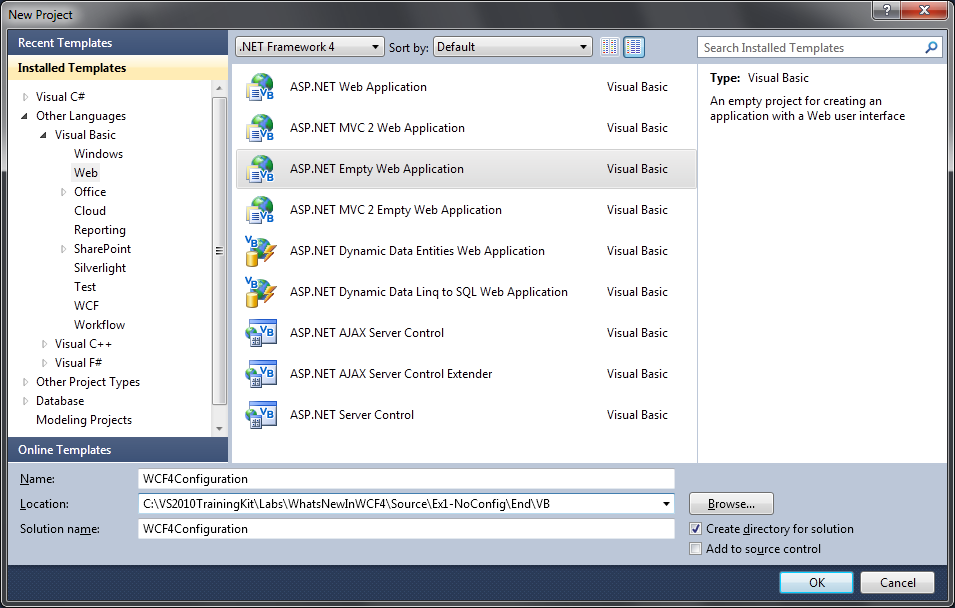 New Project
Recent Templates
Installed Templates
Visual C#
Other Languages
Visual Basic
Windows
Web
Office
Cloud
Reporting
SharePoint
Silverlight
Test
WCF
Workflow
Visual C++
Visual F#
Other Project Types
Database
Modeling Projects
Online Templates
.NET Framework 4 Sort by: Default
ASP.NET Web Application Visual Basic
ASP.NET MVC 2 Web Application Visual Basic
ASP.NET Empty Web Application Visual Basic
ASP.NET MVC 2 Empty Web Application Visual Basic
ASP.NET Dynamic Data Entities Web Application Visual Basic
ASP.NET Dynamic Data Linq to SQL Web Application Visual Basic
ASP.NET AJAX Server Control Visual Basic
ASP.NET AJAX Server Control Extender Visual Basic
ASP.NET Server Control Visual Basic
Search Installed Templates
Type: Visual Basic
An empty project for creating an
application with a Web user interface
Name: WCF4Configuration
Location: C:\VS2010TrainingKit\Labs\WhatsNewInWCF4\Source\Ex1-NoConfig\End\VB Browse...
Solution name: WCF4Configuration
Create directory for solution
Add to source control
OK Cancel